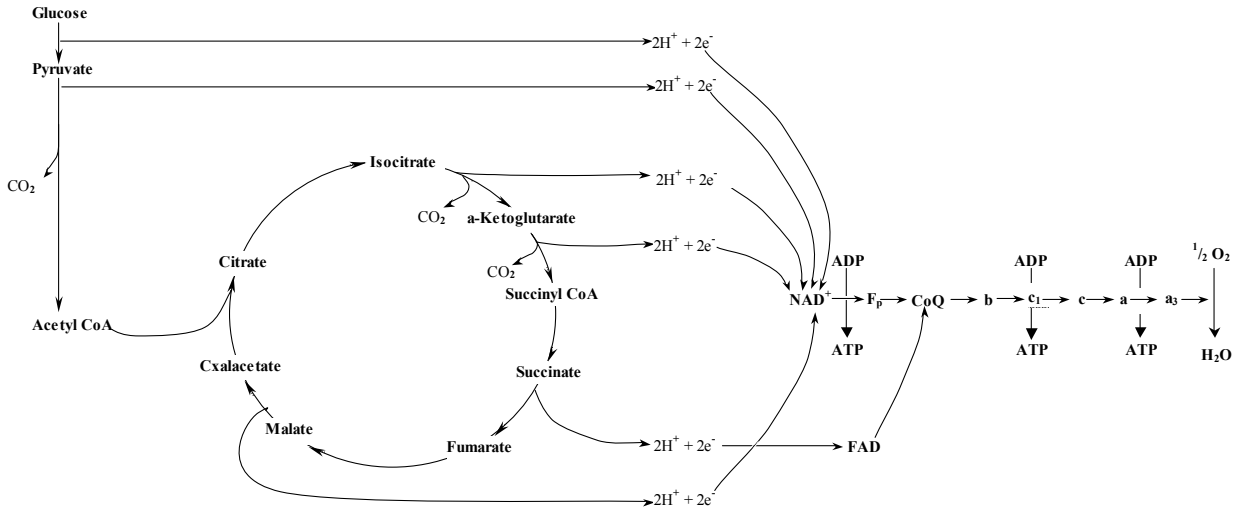 Glucose
2H⁺ + 2e⁻
Pyruvate
2H⁺ + 2e⁻
Isocitrate
CO₂
2H⁺ + 2e⁻
CO₂
a-Ketoglutarate
2H⁺ + 2e⁻
Citrate
CO₂
ADP
ADP
ADP
¹/₂ O₂
Succinyl CoA
NAD⁺
Fₚ
CoQ
b
c₁
c
a
a₃
Acetyl CoA
ATP
ATP
ATP
H₂O
Cxalacetate
Succinate
Malate
Fumarate
2H⁺ + 2e⁻
FAD
2H⁺ + 2e⁻